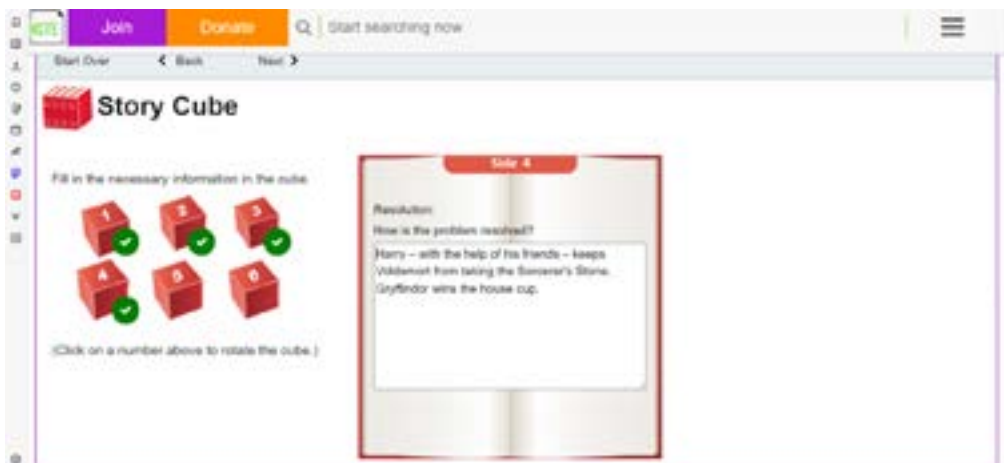 NCTE
Join
Donate
Start searching now
Start Over
Back
Next
Story Cube
Side 4
Fill in the necessary information in the cube.
1
2
3
4
5
6
(Click on a number above to rotate the cube.)
Resolution:
How is the problem resolved?
Harry – with the help of his friends – keeps
Voldemort from taking the Sorcerer's Stone.
Gryffindor wins the house cup.